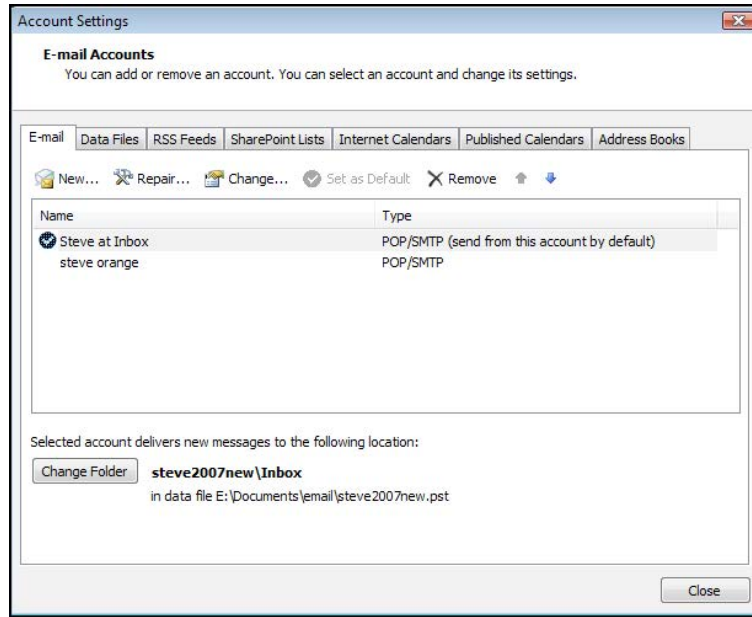 Account Settings
E-mail Accounts
You can add or remove an account. You can select an account and change its settings.
E-mail Data Files RSS Feeds SharePoint Lists Internet Calendars Published Calendars Address Books
New... Repair... Change... Set as Default Remove
Name Type
Steve at Inbox POP/SMTP (send from this account by default)
steve orange POP/SMTP
Selected account delivers new messages to the following location:
Change Folder steve2007new\Inbox
in data file E:\Documents\email\steve2007new.pst
Close